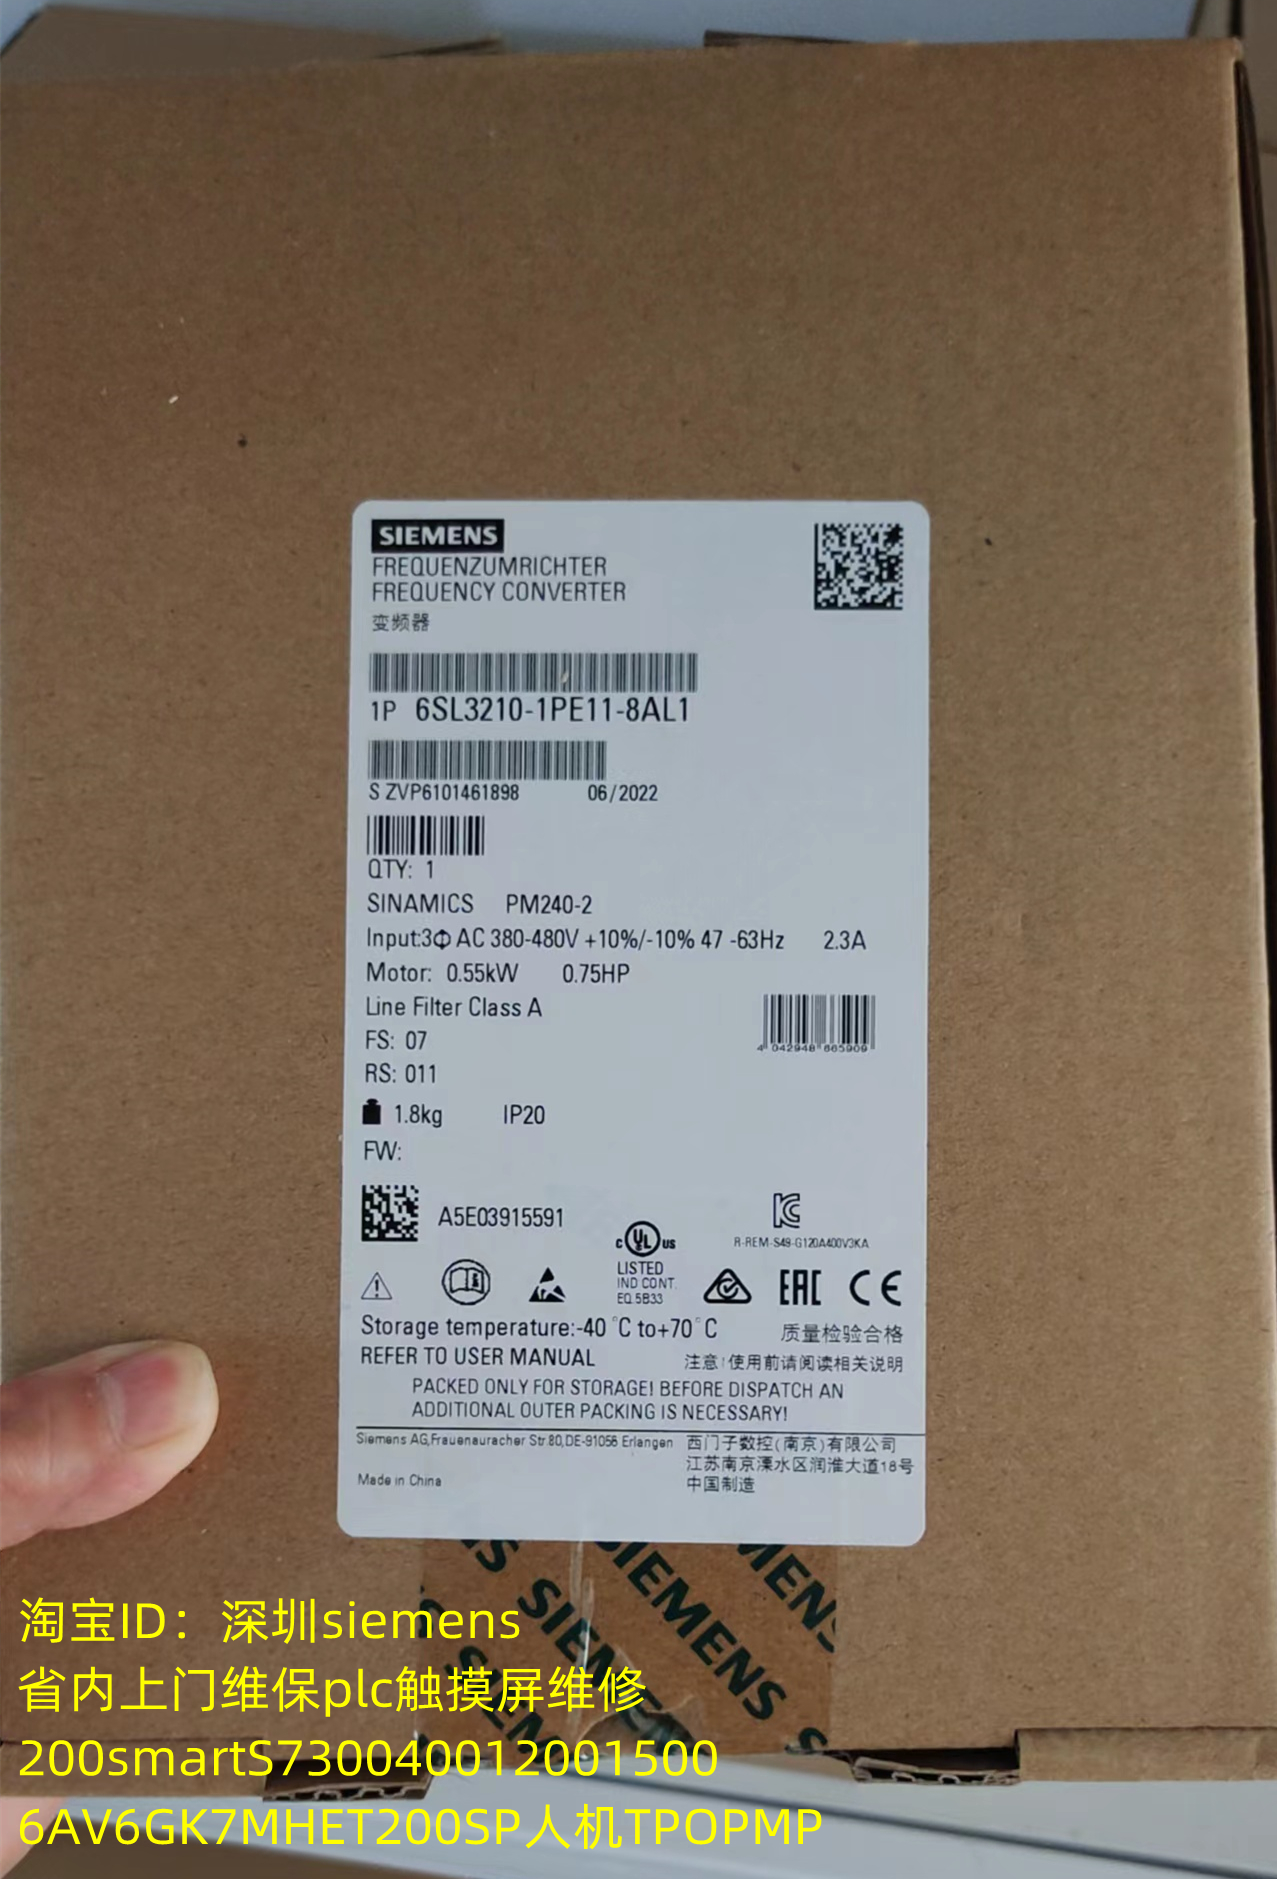 SIEMENS
FREQUENZUMRICHTER
FREQUENCY CONVERTER
变频器
1P 6SL3210-1PE11-8AL1
S ZVP6101461898 06/2022
QTY: 1
SINAMICS PM240-2
Input:3Φ AC 380-480V +10%/-10% 47 -63Hz 2.3A
Motor: 0.55kW 0.75HP
Line Filter Class A
FS: 07
4 042948 665909
RS: 011
1.8kg IP20
FW:
A5E03915591
R-REM-S49-G120A400V3KA
C UL US
LISTED
IND CONT.
EQ 5B33
EAC CE
Storage temperature:-40°C to+70°C 质量检验合格
REFER TO USER MANUAL 注意!使用前请阅读相关说明
PACKED ONLY FOR STORAGE! BEFORE DISPATCH AN
ADDITIONAL OUTER PACKING IS NECESSARY!
Siemens AG,Frauenauracher Str.80,DE-91056 Erlangen 西门子数控(南京)有限公司
江苏南京溧水区润淮大道18号
Made in China 中国制造
SIEMENS
SIEMENS
淘宝ID：深圳siemens
省内上门维保plc触摸屏维修
200smartS730040012001500
6AV6GK7MHET200SP人机TPOPMP